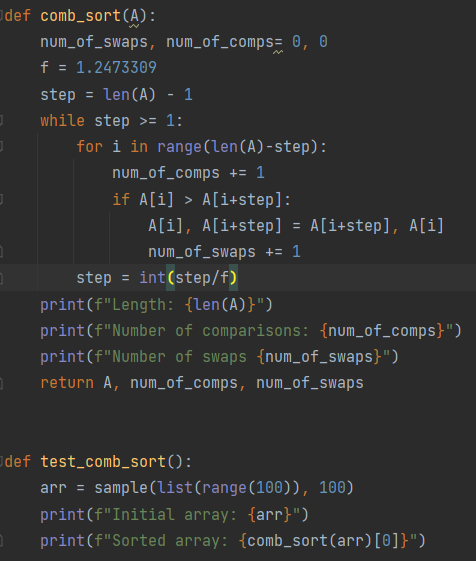 def comb_sort(A):
    num_of_swaps, num_of_comps= 0, 0
    f = 1.2473309
    step = len(A) - 1
    while step >= 1:
        for i in range(len(A)-step):
            num_of_comps += 1
            if A[i] > A[i+step]:
                A[i], A[i+step] = A[i+step], A[i]
                num_of_swaps += 1
        step = int(step/f)
    print(f"Length: {len(A)}")
    print(f"Number of comparisons: {num_of_comps}")
    print(f"Number of swaps {num_of_swaps}")
    return A, num_of_comps, num_of_swaps
def test_comb_sort():
    arr = sample(list(range(100)), 100)
    print(f"Initial array: {arr}")
    print(f"Sorted array: {comb_sort(arr)[0]}")